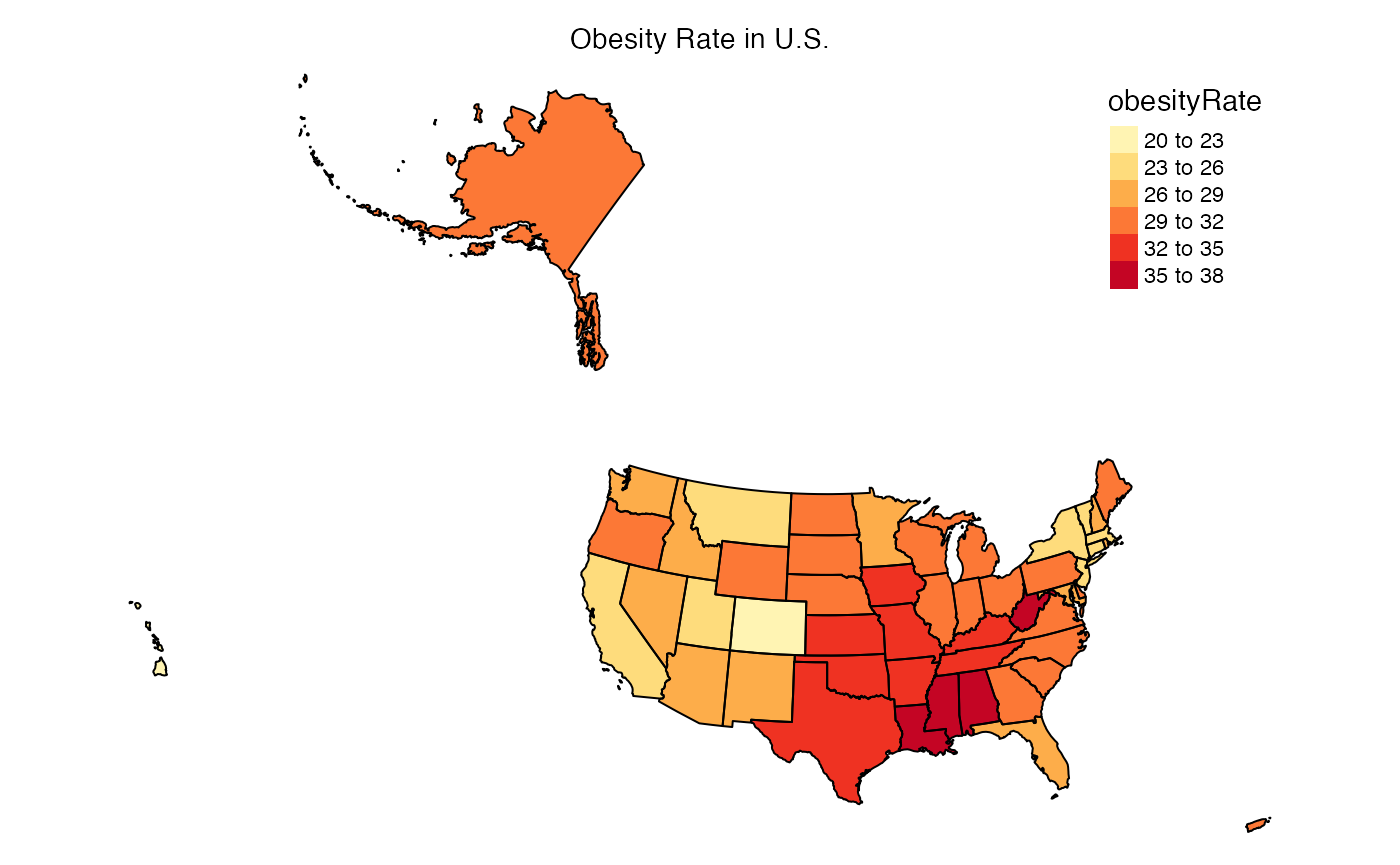 Obesity Rate in U.S.
obesityRate
20 to 23
23 to 26
26 to 29
29 to 32
32 to 35
35 to 38